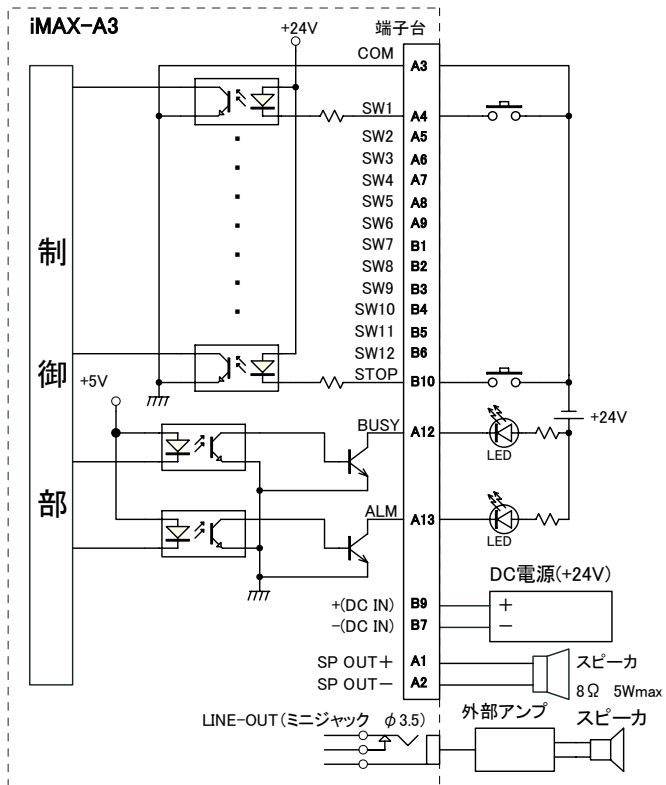 iMAX-A3
+24V
端子台
COM A3
SW1 A4
SW2 A5
SW3 A6
SW4 A7
SW5 A8
SW6 A9
SW7 B1
SW8 B2
SW9 B3
SW10 B4
SW11 B5
SW12 B6
STOP B10
制御部
+5V
+24V
BUSY A12
LED
ALM A13
LED
DC電源(+24V)
+(DC IN) B9 +
-(DC IN) B7 −
SP OUT+ A1 スピーカ
SP OUT− A2 8Ω 5Wmax
LINE-OUT(ミニジャック φ3.5)
外部アンプ
スピーカ